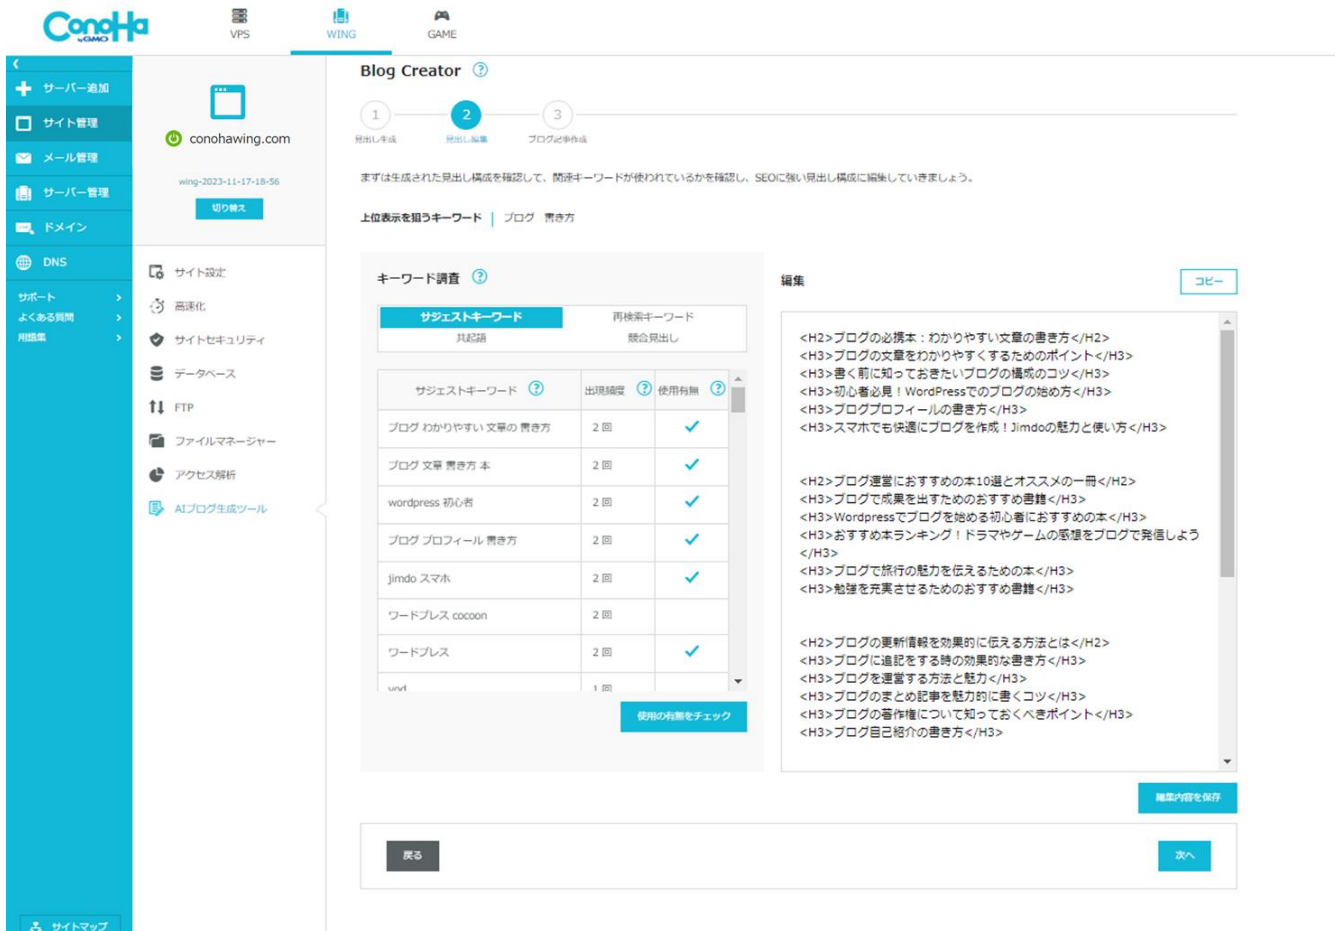 ConoHa
by GMO
VPS
WING
GAME
サーバー追加
サイト管理
メール管理
サーバー管理
ドメイン
DNS
サポート
よくある質問
用語集
サイトマップ
conohawing.com
wing-2023-11-17-18-56
切り替え
サイト設定
高速化
サイトセキュリティ
データベース
FTP
ファイルマネージャー
アクセス解析
AIブログ生成ツール
Blog Creator ?
1
2
3
見出し生成
見出し編集
ブログ記事作成
まずは生成された見出し構成を確認して、関連キーワードが使われているかを確認し、SEOに強い見出し構成に編集していきましょう。
上位表示を狙うキーワード | ブログ 書き方
キーワード調査 ?
サジェストキーワード
再検索キーワード
共起語
競合見出し
サジェストキーワード ? 出現頻度 ? 使用有無 ?
ブログ わかりやすい 文章の 書き方 2 回
ブログ 文章 書き方 本 2 回
wordpress 初心者 2 回
ブログ プロフィール 書き方 2 回
jimdo スマホ 2 回
ワードプレス cocoon 2 回
ワードプレス 2 回
vod 1 回
使用の有無をチェック
編集
コピー
<H2>ブログの必携本：わかりやすい文章の書き方</H2>
<H3>ブログの文章をわかりやすくするためのポイント</H3>
<H3>書く前に知っておきたいブログの構成のコツ</H3>
<H3>初心者必見！WordPressでのブログの始め方</H3>
<H3>ブログプロフィールの書き方</H3>
<H3>スマホでも快適にブログを作成！Jimdoの魅力と使い方</H3>
<H2>ブログ運営におすすめの本10選とオススメの一冊</H2>
<H3>ブログで成果を出すためのおすすめ書籍</H3>
<H3>Wordpressでブログを始める初心者におすすめの本</H3>
<H3>おすすめ本ランキング！ドラマやゲームの感想をブログで発信しよう
</H3>
<H3>ブログで旅行の魅力を伝えるための本</H3>
<H3>勉強を充実させるためのおすすめ書籍</H3>
<H2>ブログの更新情報を効果的に伝える方法とは</H2>
<H3>ブログに追記をする時の効果的な書き方</H3>
<H3>ブログを運営する方法と魅力</H3>
<H3>ブログのまとめ記事を魅力的に書くコツ</H3>
<H3>ブログの著作権について知っておくべきポイント</H3>
<H3>ブログ自己紹介の書き方</H3>
編集内容を保存
戻る
次へ